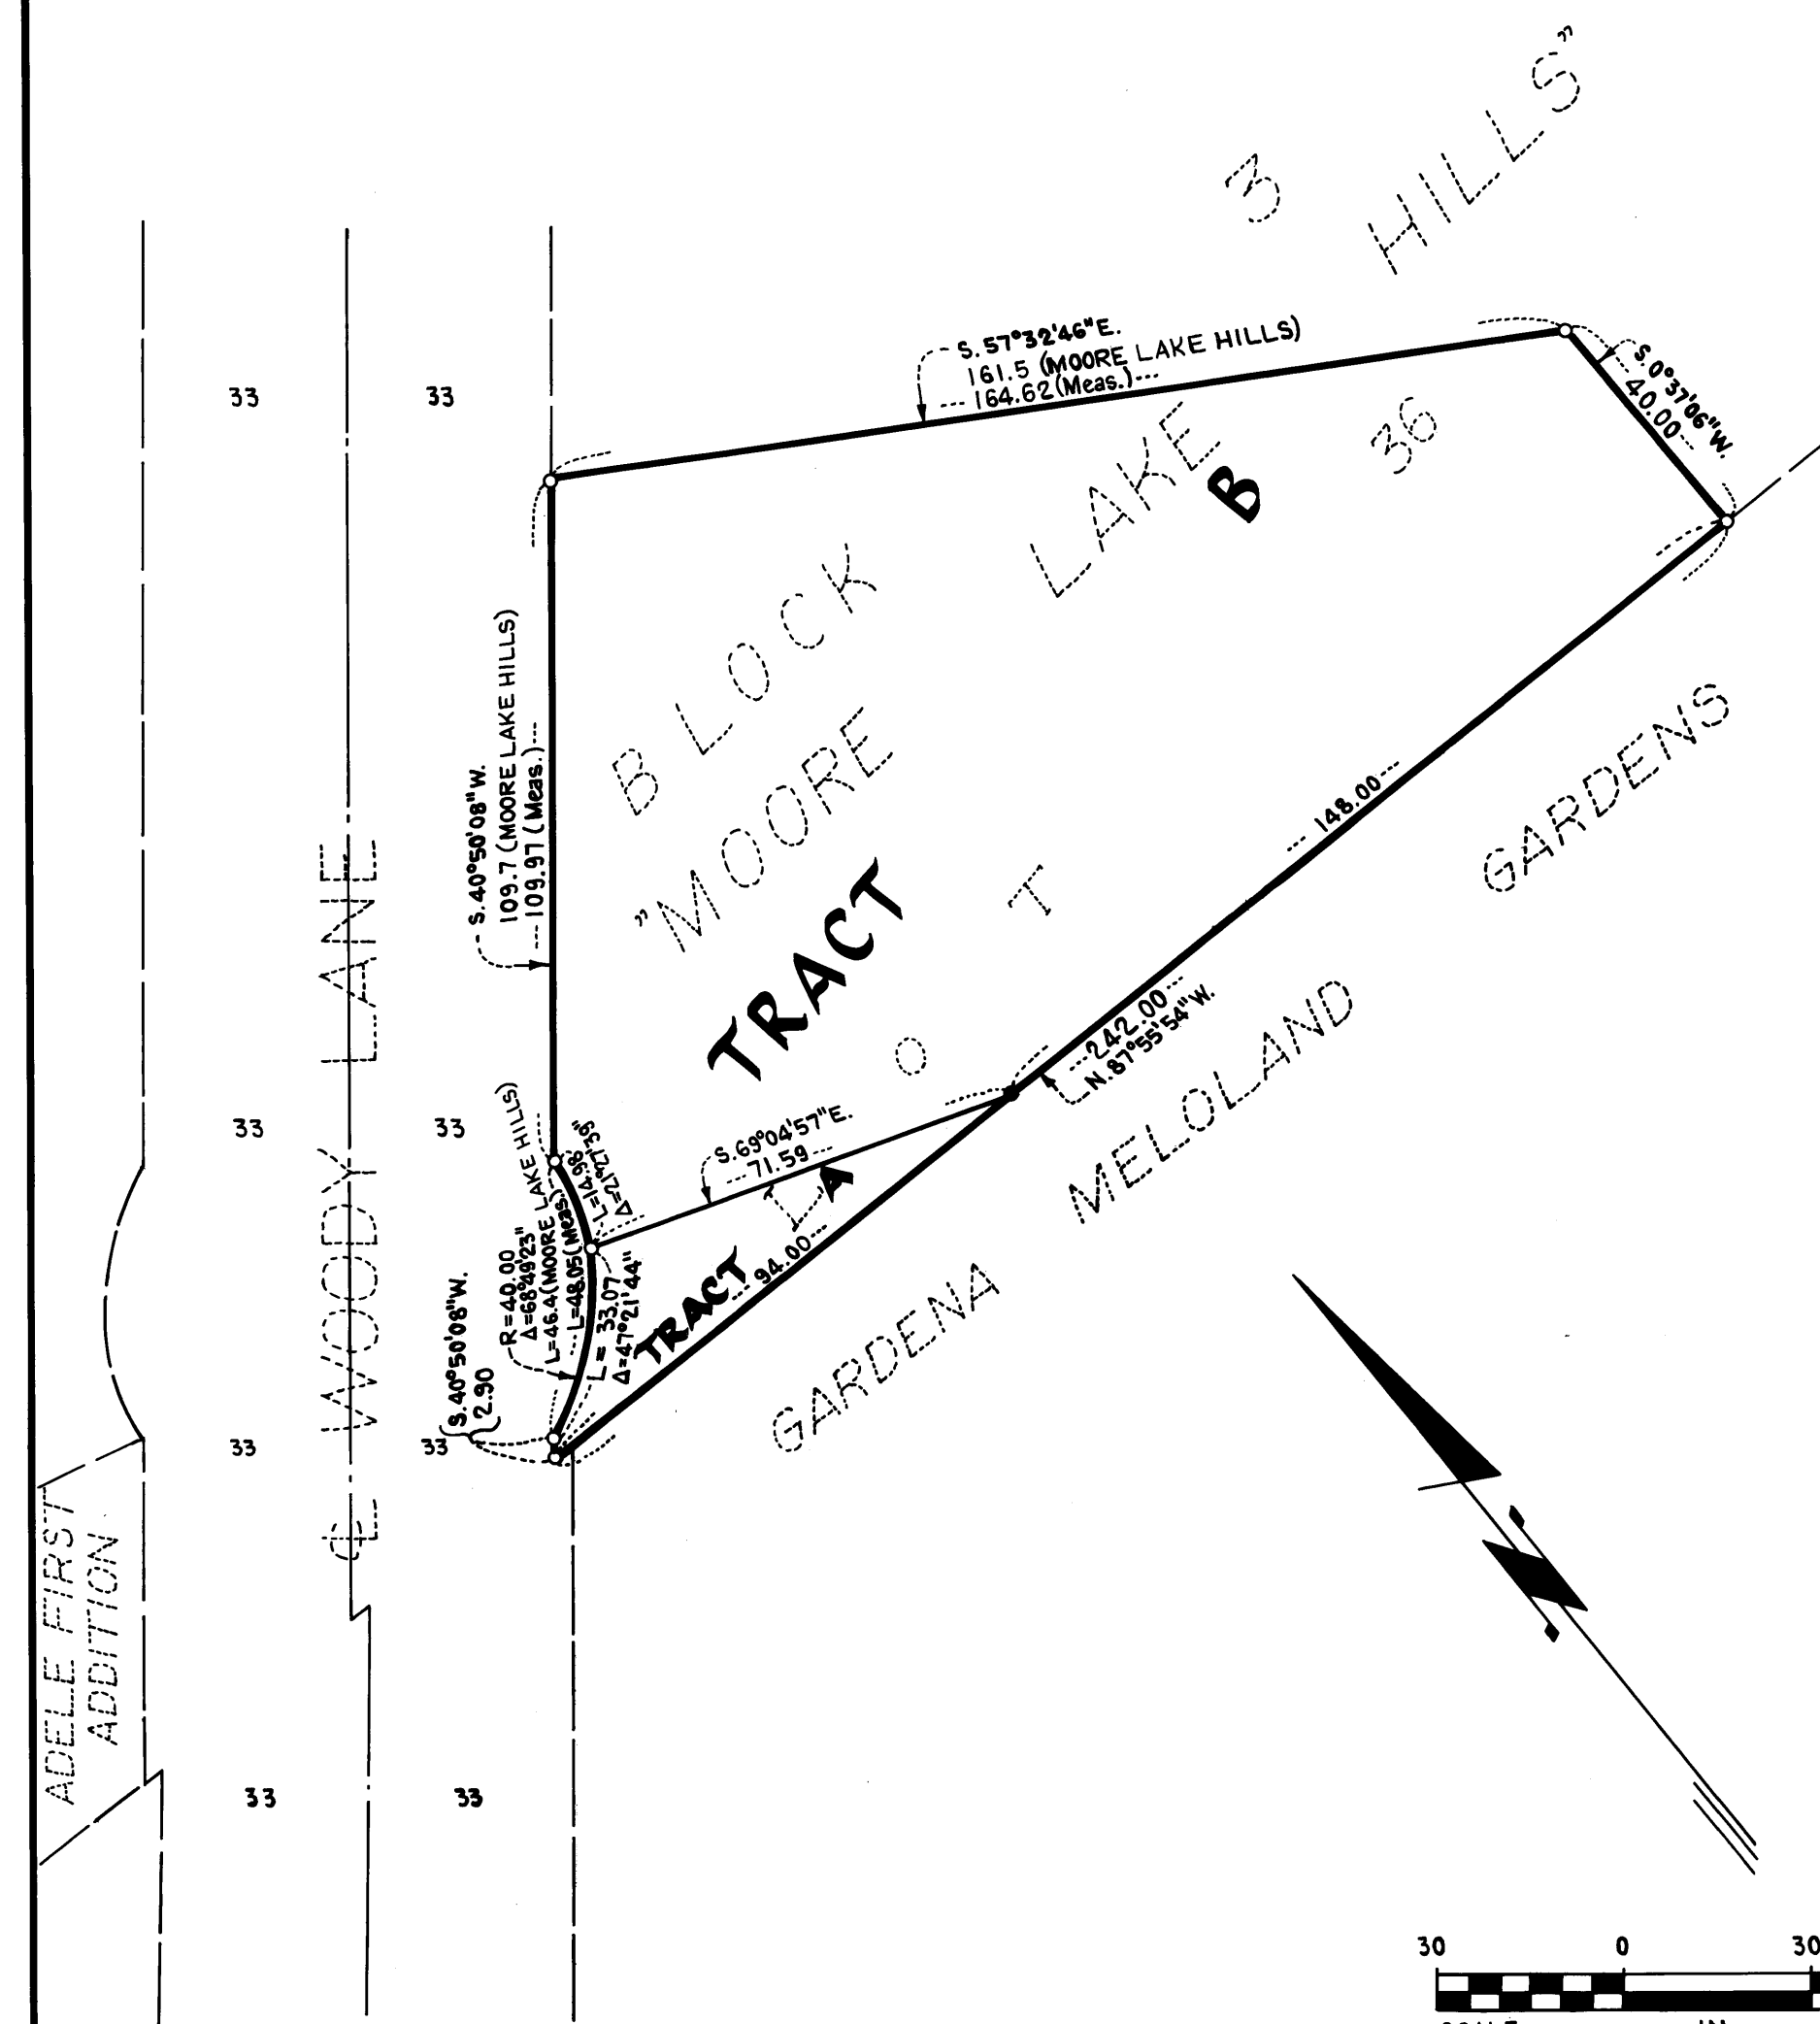 3
HILLS”
S. 57°32'46"E.
161.5 (MOORE LAKE HILLS)
164.62 (Meas.)
S. 0°37'06"W.
40.00
33
33
LAKE
B
36
BLOCK
”MOORE
S. 40°50'08"W.
109.7 (MOORE LAKE HILLS)
109.97 (Meas.)
TRACT
LOT
148.00
GARDENS
242.00
N. 87°55'54"W.
MELOLAND
℄ WOODY LANE
33
33
S. 69°04'57"E.
71.59
L=14.98'
Δ=21°27'39"
R=40.00
Δ=68°49'23"
L=46.4 (MOORE LAKE HILLS)
L=48.05 (Meas.)
L=33.07
Δ=47°21'44"
TRACT A
94.00
GARDENA
S. 40°50'08"W.
2.90
33
33
ADELE FIRST
ADDITION
33
33
30 0 30